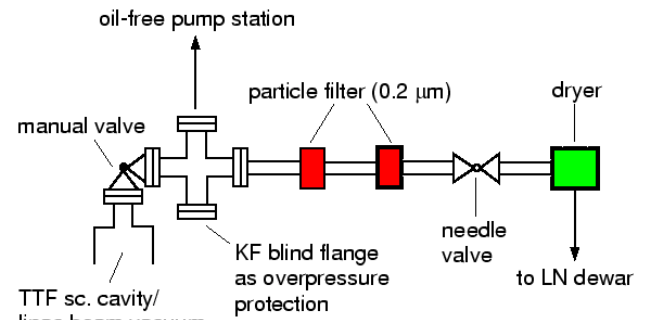 oil-free pump station
particle filter (0.2 μm)
dryer
manual valve
needle
valve
KF blind flange
as overpressure
protection
to LN dewar
TTF sc. cavity/